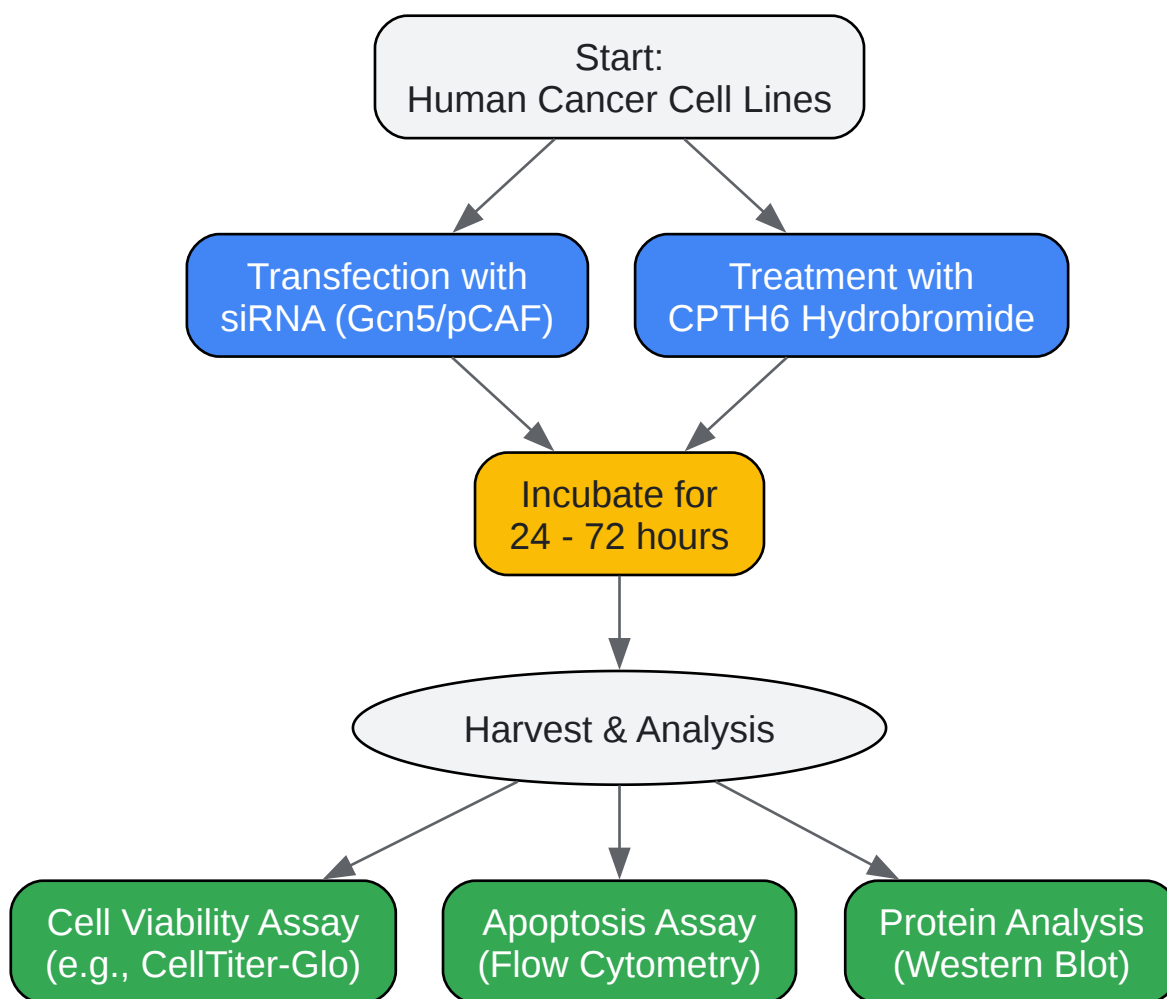 Start:
Human Cancer Cell Lines
Transfection with
siRNA (Gcn5/pCAF)
Treatment with
CPTH6 Hydrobromide
Incubate for
24 - 72 hours
Harvest & Analysis
Cell Viability Assay
(e.g., CellTiter-Glo)
Apoptosis Assay
(Flow Cytometry)
Protein Analysis
(Western Blot)